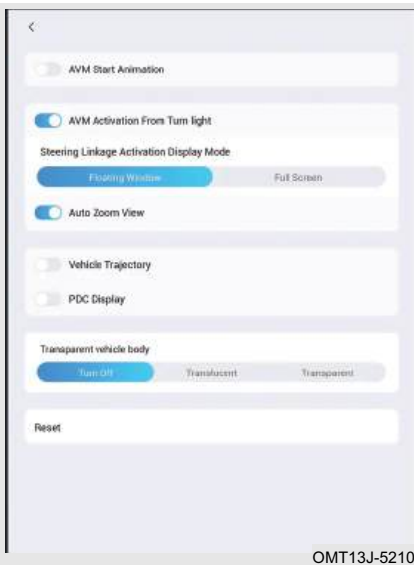 AVM Start Animation
AVM Activation From Turn light
Steering Linkage Activation Display Mode
Floating Window Full Screen
Auto Zoom View
Vehicle Trajectory
PDC Display
Transparent vehicle body
Turn Off Translucent Transparent
Reset
OMT13J-5210